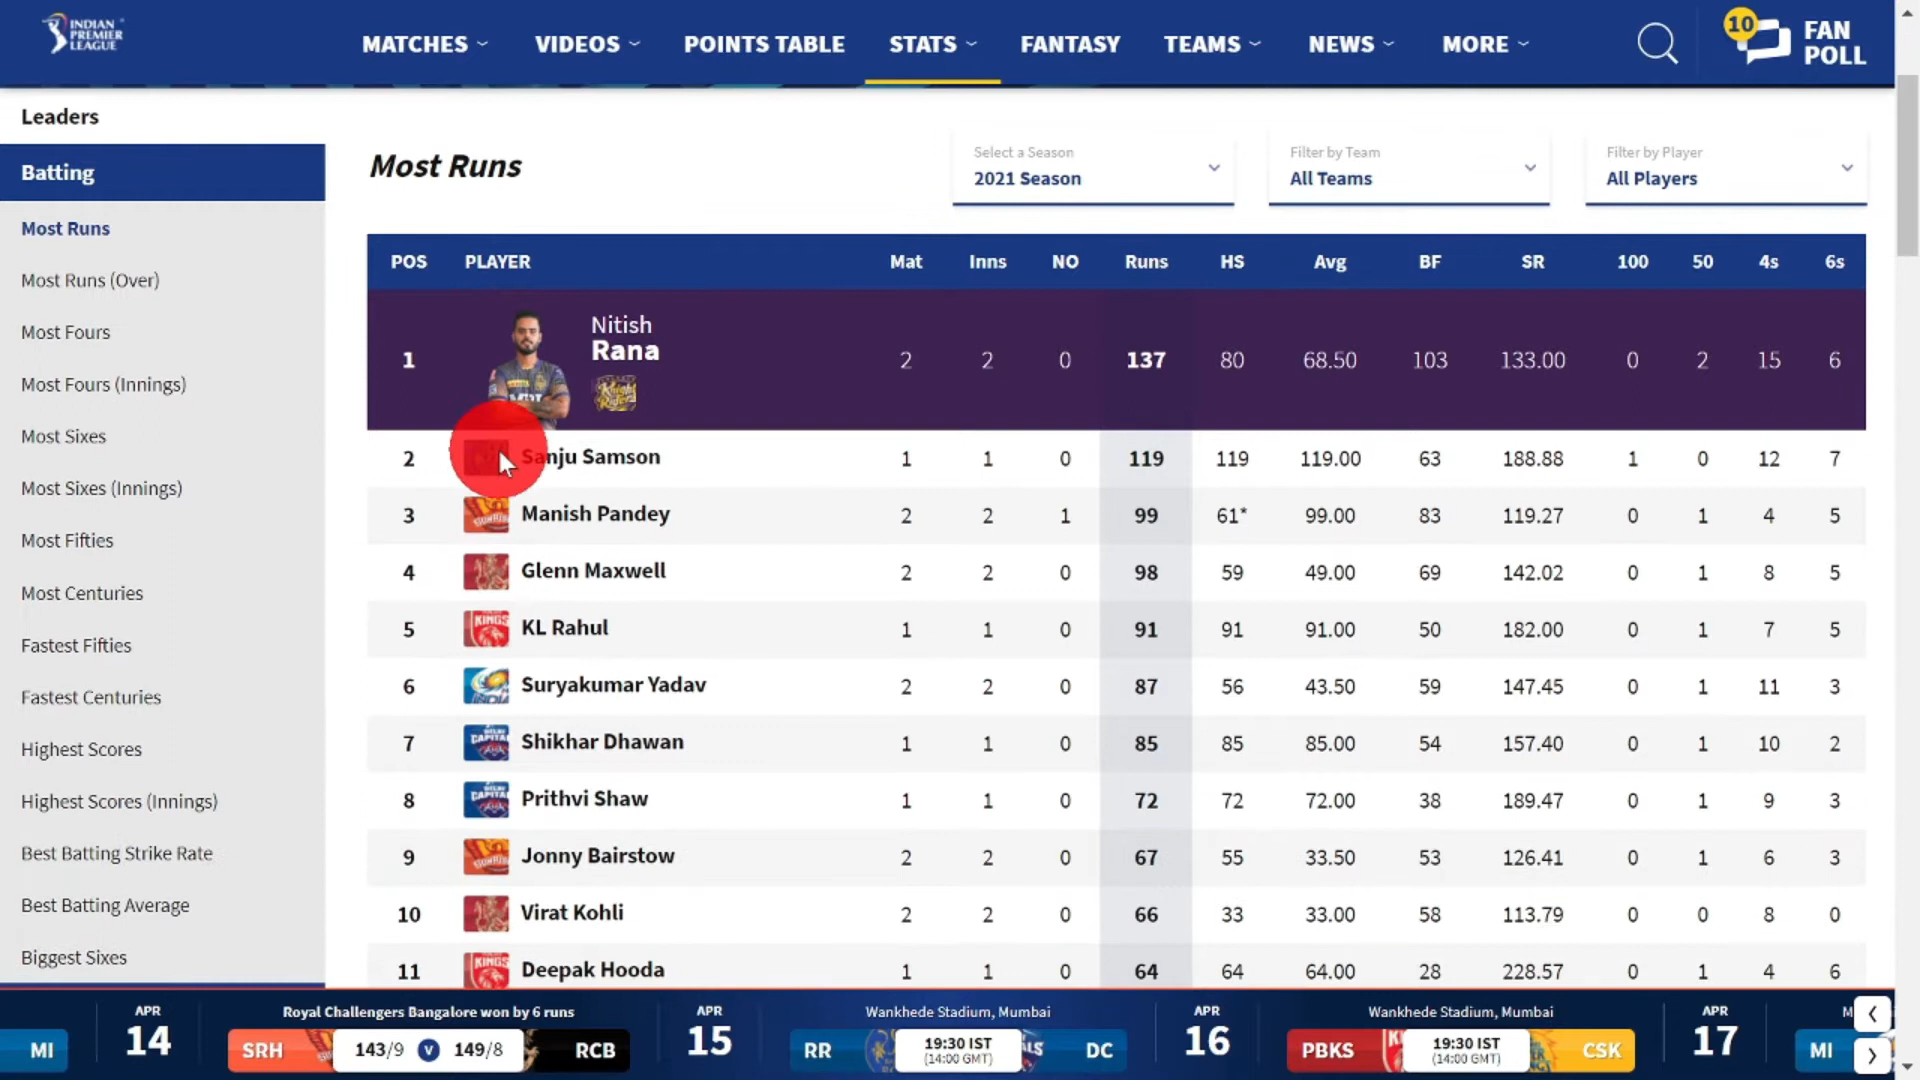 INDIAN
PREMIER
LEAGUE
MATCHES
VIDEOS
POINTS TABLE
STATS
FANTASY
TEAMS
NEWS
MORE
10
FAN
POLL
Leaders
Batting
Most Runs
Most Runs (Over)
Most Fours
Most Fours (Innings)
Most Sixes
Most Sixes (Innings)
Most Fifties
Most Centuries
Fastest Fifties
Fastest Centuries
Highest Scores
Highest Scores (Innings)
Best Batting Strike Rate
Best Batting Average
Biggest Sixes
Most Runs
Select a Season
2021 Season
Filter by Team
All Teams
Filter by Player
All Players
POS PLAYER Mat Inns NO Runs HS Avg BF SR 100 50 4s 6s
1 Nitish Rana 2 2 0 137 80 68.50 103 133.00 0 2 15 6
2 Sanju Samson 1 1 0 119 119 119.00 63 188.88 1 0 12 7
3 Manish Pandey 2 2 1 99 61* 99.00 83 119.27 0 1 4 5
4 Glenn Maxwell 2 2 0 98 59 49.00 69 142.02 0 1 8 5
5 KL Rahul 1 1 0 91 91 91.00 50 182.00 0 1 7 5
6 Suryakumar Yadav 2 2 0 87 56 43.50 59 147.45 0 1 11 3
7 Shikhar Dhawan 1 1 0 85 85 85.00 54 157.40 0 1 10 2
8 Prithvi Shaw 1 1 0 72 72 72.00 38 189.47 0 1 9 3
9 Jonny Bairstow 2 2 0 67 55 33.50 53 126.41 0 1 6 3
10 Virat Kohli 2 2 0 66 33 33.00 58 113.79 0 0 8 0
11 Deepak Hooda 1 1 0 64 64 64.00 28 228.57 0 1 4 6
MI
APR
14
Royal Challengers Bangalore won by 6 runs
SRH 143/9 V 149/8 RCB
APR
15
Wankhede Stadium, Mumbai
RR 19:30 IST DC
(14:00 GMT)
APR
16
Wankhede Stadium, Mumbai
PBKS 19:30 IST CSK
(14:00 GMT)
APR
17
MI